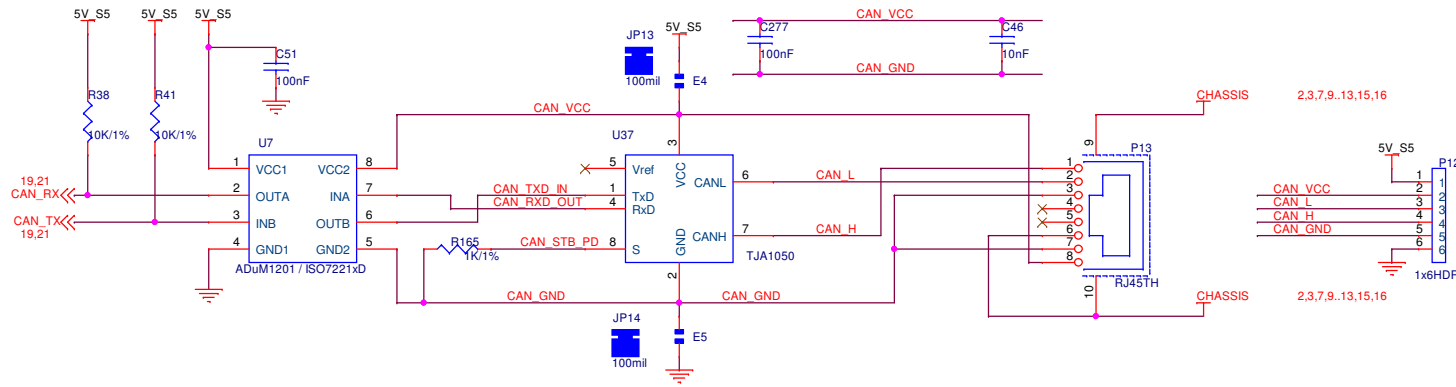 5V_S5
5V_S5
5V_S5
C51
100nF
R38
10K/1%
R41
10K/1%
JP13
100mil
5V_S5
E4
CAN_VCC
C277
100nF
C46
10nF
CAN_GND
CAN_VCC
U7
1 VCC1
2 OUTA
3 INB
4 GND1
VCC2 8
INA 7
OUTB 6
GND2 5
ADuM1201 / ISO7221xD
19,21
CAN_RX
CAN_TX
19,21
CAN_TXD_IN
CAN_RXD_OUT
R165
1K/1%
CAN_STB_PD
CAN_GND
CAN_GND
U37
3
VCC
5 Vref
1 TxD
4 RxD
8 S
CANL 6
CANH 7
GND
2
TJA1050
CAN_L
CAN_H
JP14
100mil
E5
CHASSIS 2,3,7,9..13,15,16
P13
9
1
2
3
4
5
6
7
8
10
RJ45TH
CHASSIS 2,3,7,9..13,15,16
5V_S5
P12
1 1
CAN_VCC 2 2
CAN_L 3 3
CAN_H 4 4
CAN_GND 5 5
6 6